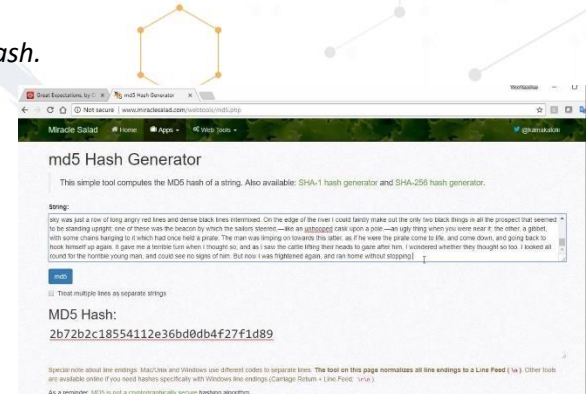 ash.
Great Expectations, by C
md5 Hash Generator
Not secure | www.miraclesalad.com/webtools/md5.php
Miracle Salad Home Apps Web Tools @karnakalon
md5 Hash Generator
This simple tool computes the MD5 hash of a string. Also available: SHA-1 hash generator and SHA-256 hash generator.
String:
sky was just a row of long angry red lines and dense black lines intermixed. On the edge of the river I could faintly make out the only two black things in all the prospect that seemed
to be standing upright; one of these was the beacon by which the sailors steered,—like an unhooped cask upon a pole,—an ugly thing when you were near it; the other, a gibbet,
with some chains hanging to it which had once held a pirate. The man was limping on towards this latter, as if he were the pirate come to life, and come down, and going back to
hook himself up again. It gave me a terrible turn when I thought so; and as I saw the cattle lifting their heads to gaze after him, I wondered whether they thought so too. I looked all
round for the horrible young man, and could see no signs of him. But now I was frightened again, and ran home without stopping.
md5
Treat multiple lines as separate strings
MD5 Hash:
2b72b2c18554112e36bd0db4f27f1d89
Special note about line endings: Mac/Unix and Windows use different codes to separate lines. The tool on this page normalizes all line endings to a Line Feed ( \n ). Other tools
are available online if you need hashes specifically with Windows line endings (Carriage Return + Line Feed: \r\n ).
As a reminder, MD5 is not a cryptographically secure hashing algorithm.